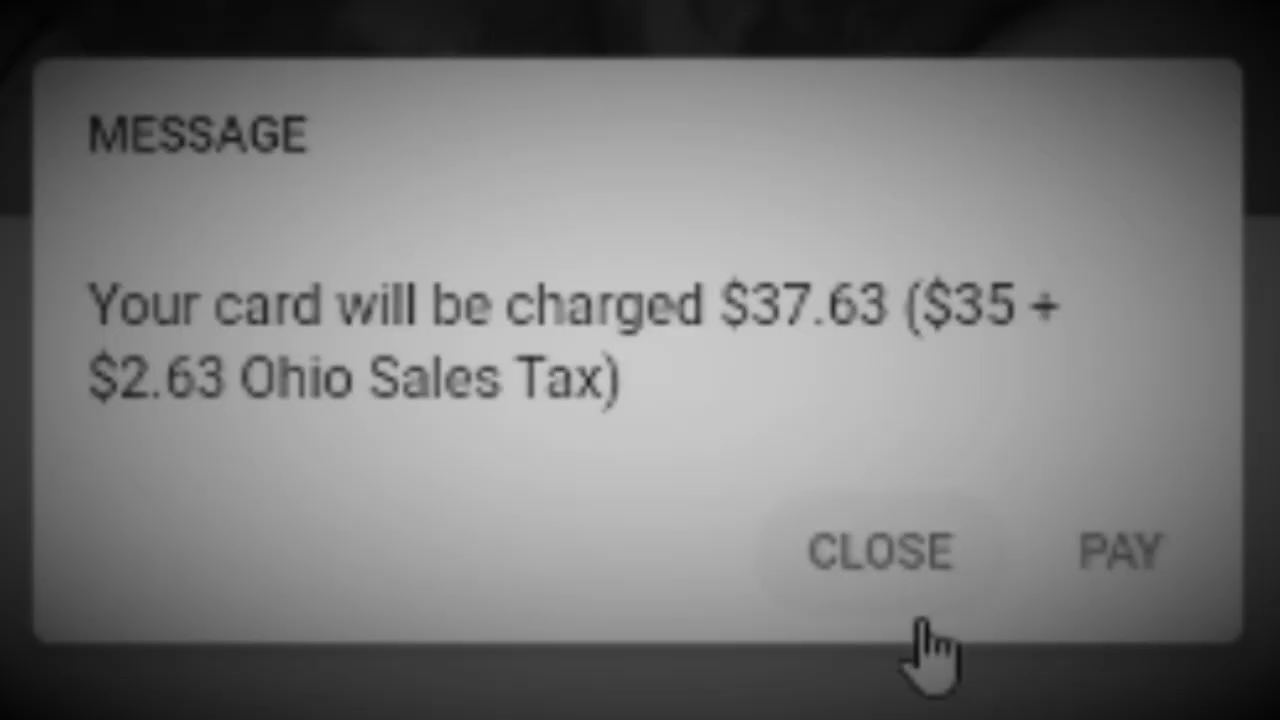 MESSAGE
Your card will be charged $37.63 ($35 +
$2.63 Ohio Sales Tax)
CLOSE
PAY